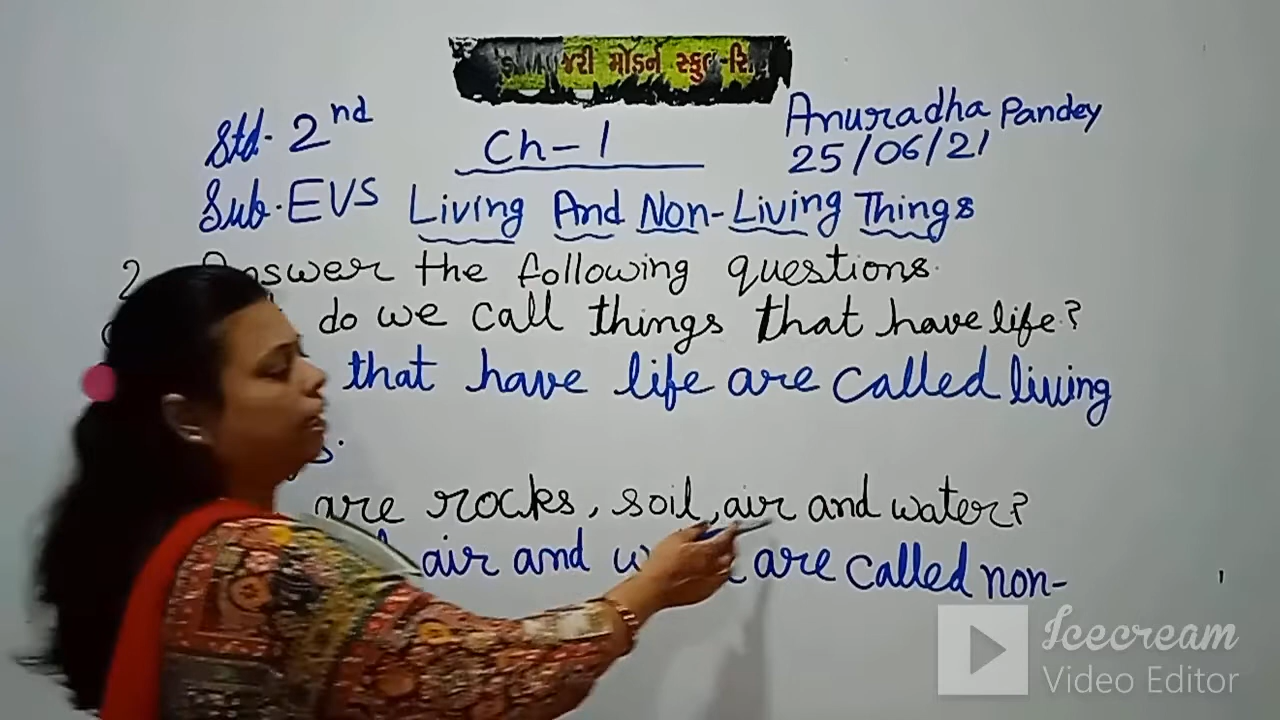 મોડર્ન સ્કુલ
Std. 2nd
Ch-1
Anuradha Pandey
25/06/21
Sub. EVS Living And Non-Living Things
2. Answer the following questions.
do we call things that have life?
that have life are called living
are rocks, soil, air and water?
air and are called non-
Icecream
Video Editor